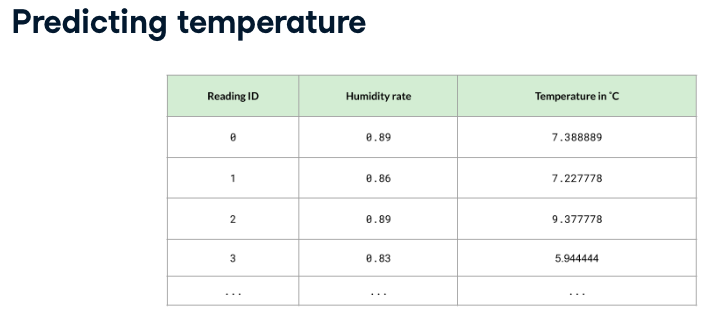 Predicting temperature
Reading ID Humidity rate Temperature in °C
0 0.89 7.388889
1 0.86 7.227778
2 0.89 9.377778
3 0.83 5.944444
... ... ...